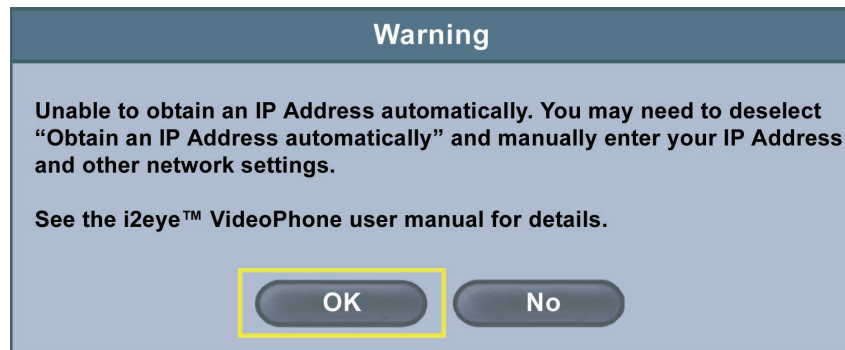 Warning
Unable to obtain an IP Address automatically. You may need to deselect
“Obtain an IP Address automatically” and manually enter your IP Address
and other network settings.
See the i2eye™ VideoPhone user manual for details.
OK No